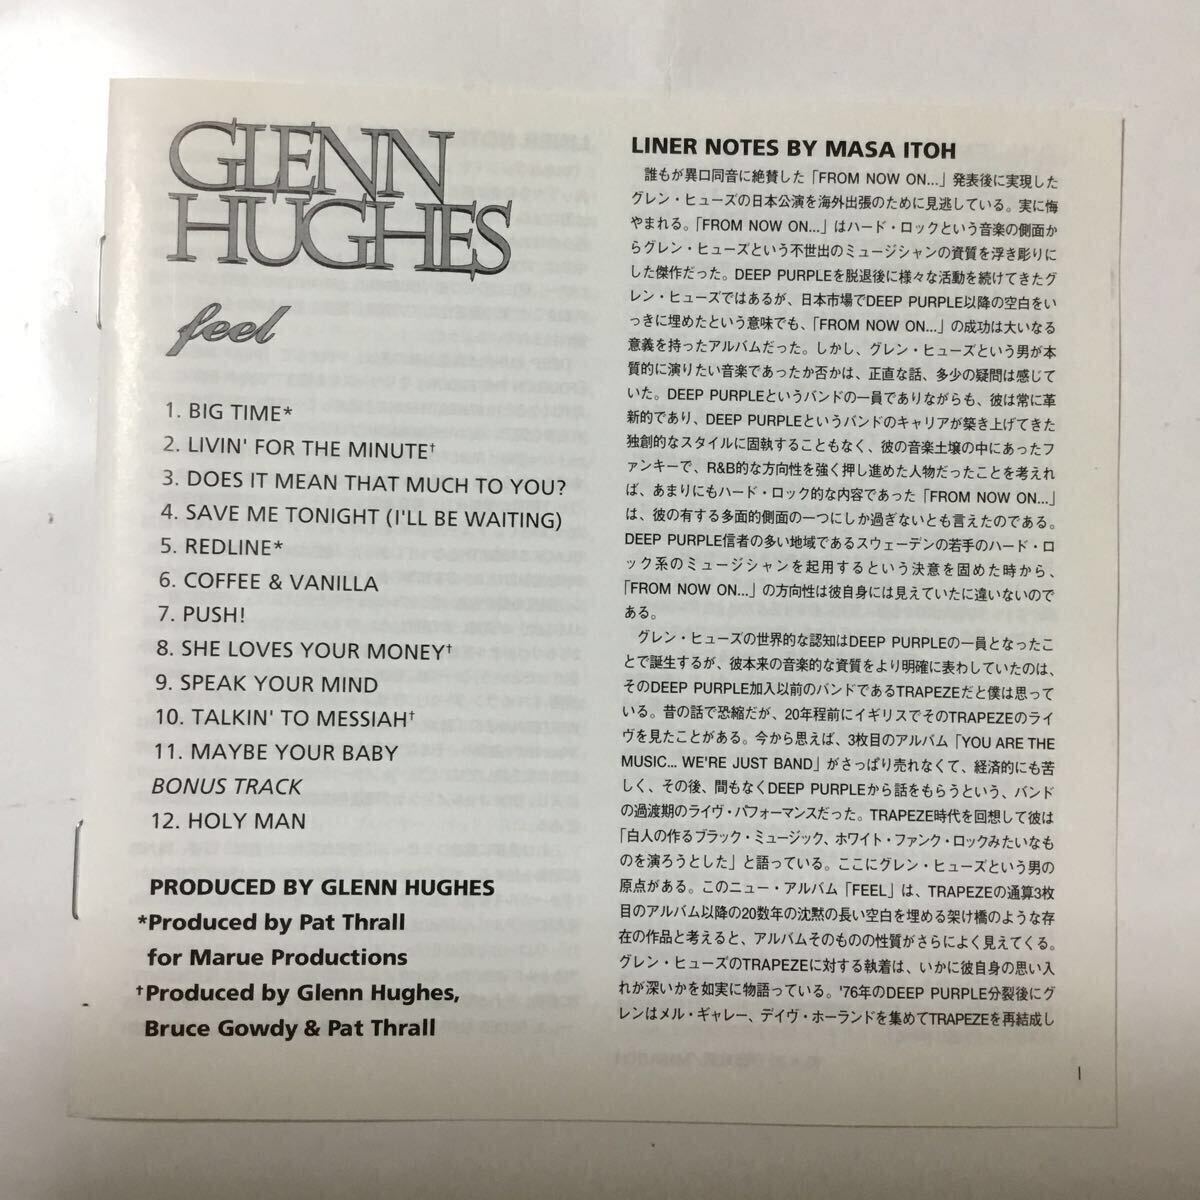 GLENN
HUGHES
feel
1. BIG TIME*
2. LIVIN' FOR THE MINUTE†
3. DOES IT MEAN THAT MUCH TO YOU?
4. SAVE ME TONIGHT (I'LL BE WAITING)
5. REDLINE*
6. COFFEE & VANILLA
7. PUSH!
8. SHE LOVES YOUR MONEY†
9. SPEAK YOUR MIND
10. TALKIN' TO MESSIAH†
11. MAYBE YOUR BABY
BONUS TRACK
12. HOLY MAN
PRODUCED BY GLENN HUGHES
*Produced by Pat Thrall
for Marue Productions
†Produced by Glenn Hughes,
Bruce Gowdy & Pat Thrall
LINER NOTES BY MASA ITOH
誰もが異口同音に絶賛した「FROM NOW ON...」発表後に実現した
グレン・ヒューズの日本公演を海外出張のために見逃している。実に悔
やまれる。「FROM NOW ON...」はハード・ロックという音楽の側面か
らグレン・ヒューズという不世出のミュージシャンの資質を浮き彫りに
した傑作だった。DEEP PURPLEを脱退後に様々な活動を続けてきたグ
レン・ヒューズではあるが、日本市場でDEEP PURPLE以降の空白をい
っきに埋めたという意味でも、「FROM NOW ON...」の成功は大いなる
意義を持ったアルバムだった。しかし、グレン・ヒューズという男が本
質的に演りたい音楽であったか否かは、正直な話、多少の疑問は感じて
いた。DEEP PURPLEというバンドの一員でありながらも、彼は常に革
新的であり、DEEP PURPLEというバンドのキャリアが築き上げてきた
独創的なスタイルに固執することもなく、彼の音楽土壌の中にあったフ
ァンキーで、R&B的な方向性を強く押し進めた人物だったことを考えれ
ば、あまりにもハード・ロック的な内容であった「FROM NOW ON...」
は、彼の有する多面的側面の一つにしか過ぎないとも言えたのである。
DEEP PURPLE信者の多い地域であるスウェーデンの若手のハード・ロ
ック系のミュージシャンを起用するという決意を固めた時から、
「FROM NOW ON...」の方向性は彼自身には見えていたに違いないので
ある。
グレン・ヒューズの世界的な認知はDEEP PURPLEの一員となったこ
とで誕生するが、彼本来の音楽的な資質をより明確に表わしていたのは、
そのDEEP PURPLE加入以前のバンドであるTRAPEZEだと僕は思って
いる。昔の話で恐縮だが、20年程前にイギリスでそのTRAPEZEのライ
ヴを見たことがある。今から思えば、3枚目のアルバム「YOU ARE THE
MUSIC... WE'RE JUST BAND」がさっぱり売れなくて、経済的にも苦
しく、その後、間もなくDEEP PURPLEから話をもらうという、バンド
の過渡期のライヴ・パフォーマンスだった。TRAPEZE時代を回想して彼は
「白人の作るブラック・ミュージック、ホワイト・ファンク・ロックみたいな
ものを演ろうとした」と語っている。ここにグレン・ヒューズという男の
原点がある。このニュー・アルバム「FEEL」は、TRAPEZEの通算3枚
目のアルバム以降の20数年の沈黙の長い空白を埋める架け橋のような存
在の作品と考えると、アルバムそのものの性質がさらによく見えてくる。
グレン・ヒューズのTRAPEZEに対する執着は、いかに彼自身の思い入
れが深いかを如実に物語っている。'76年のDEEP PURPLE分裂後にグ
レンはメル・ギャレー、デイヴ・ホーランドを集めてTRAPEZEを再結成し
1